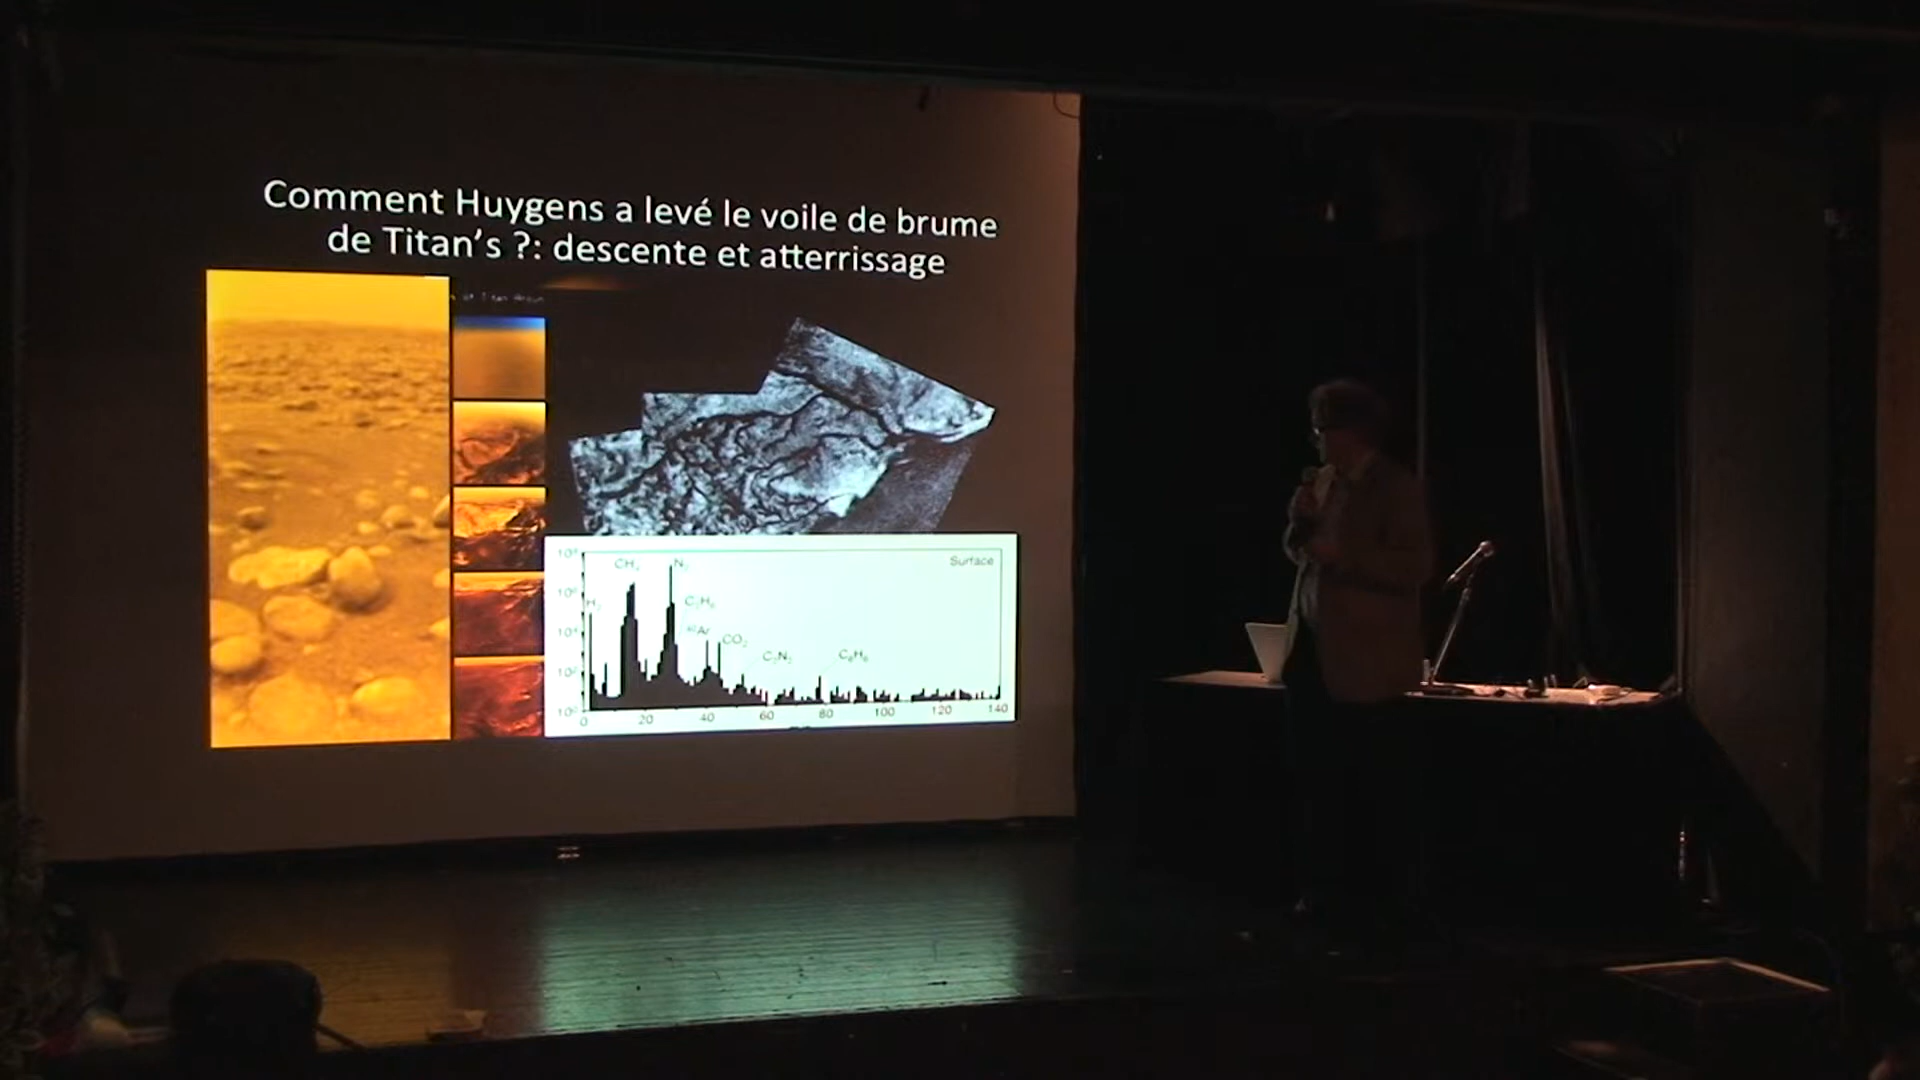 Comment Huygens a levé le voile de brume
de Titan's ?: descente et atterrissage
Surface
CH₄
N₂
H₂
C₂H₆
⁴⁰Ar
CO₂
C₂N₂
C₆H₆
0
20
40
60
80
100
120
140